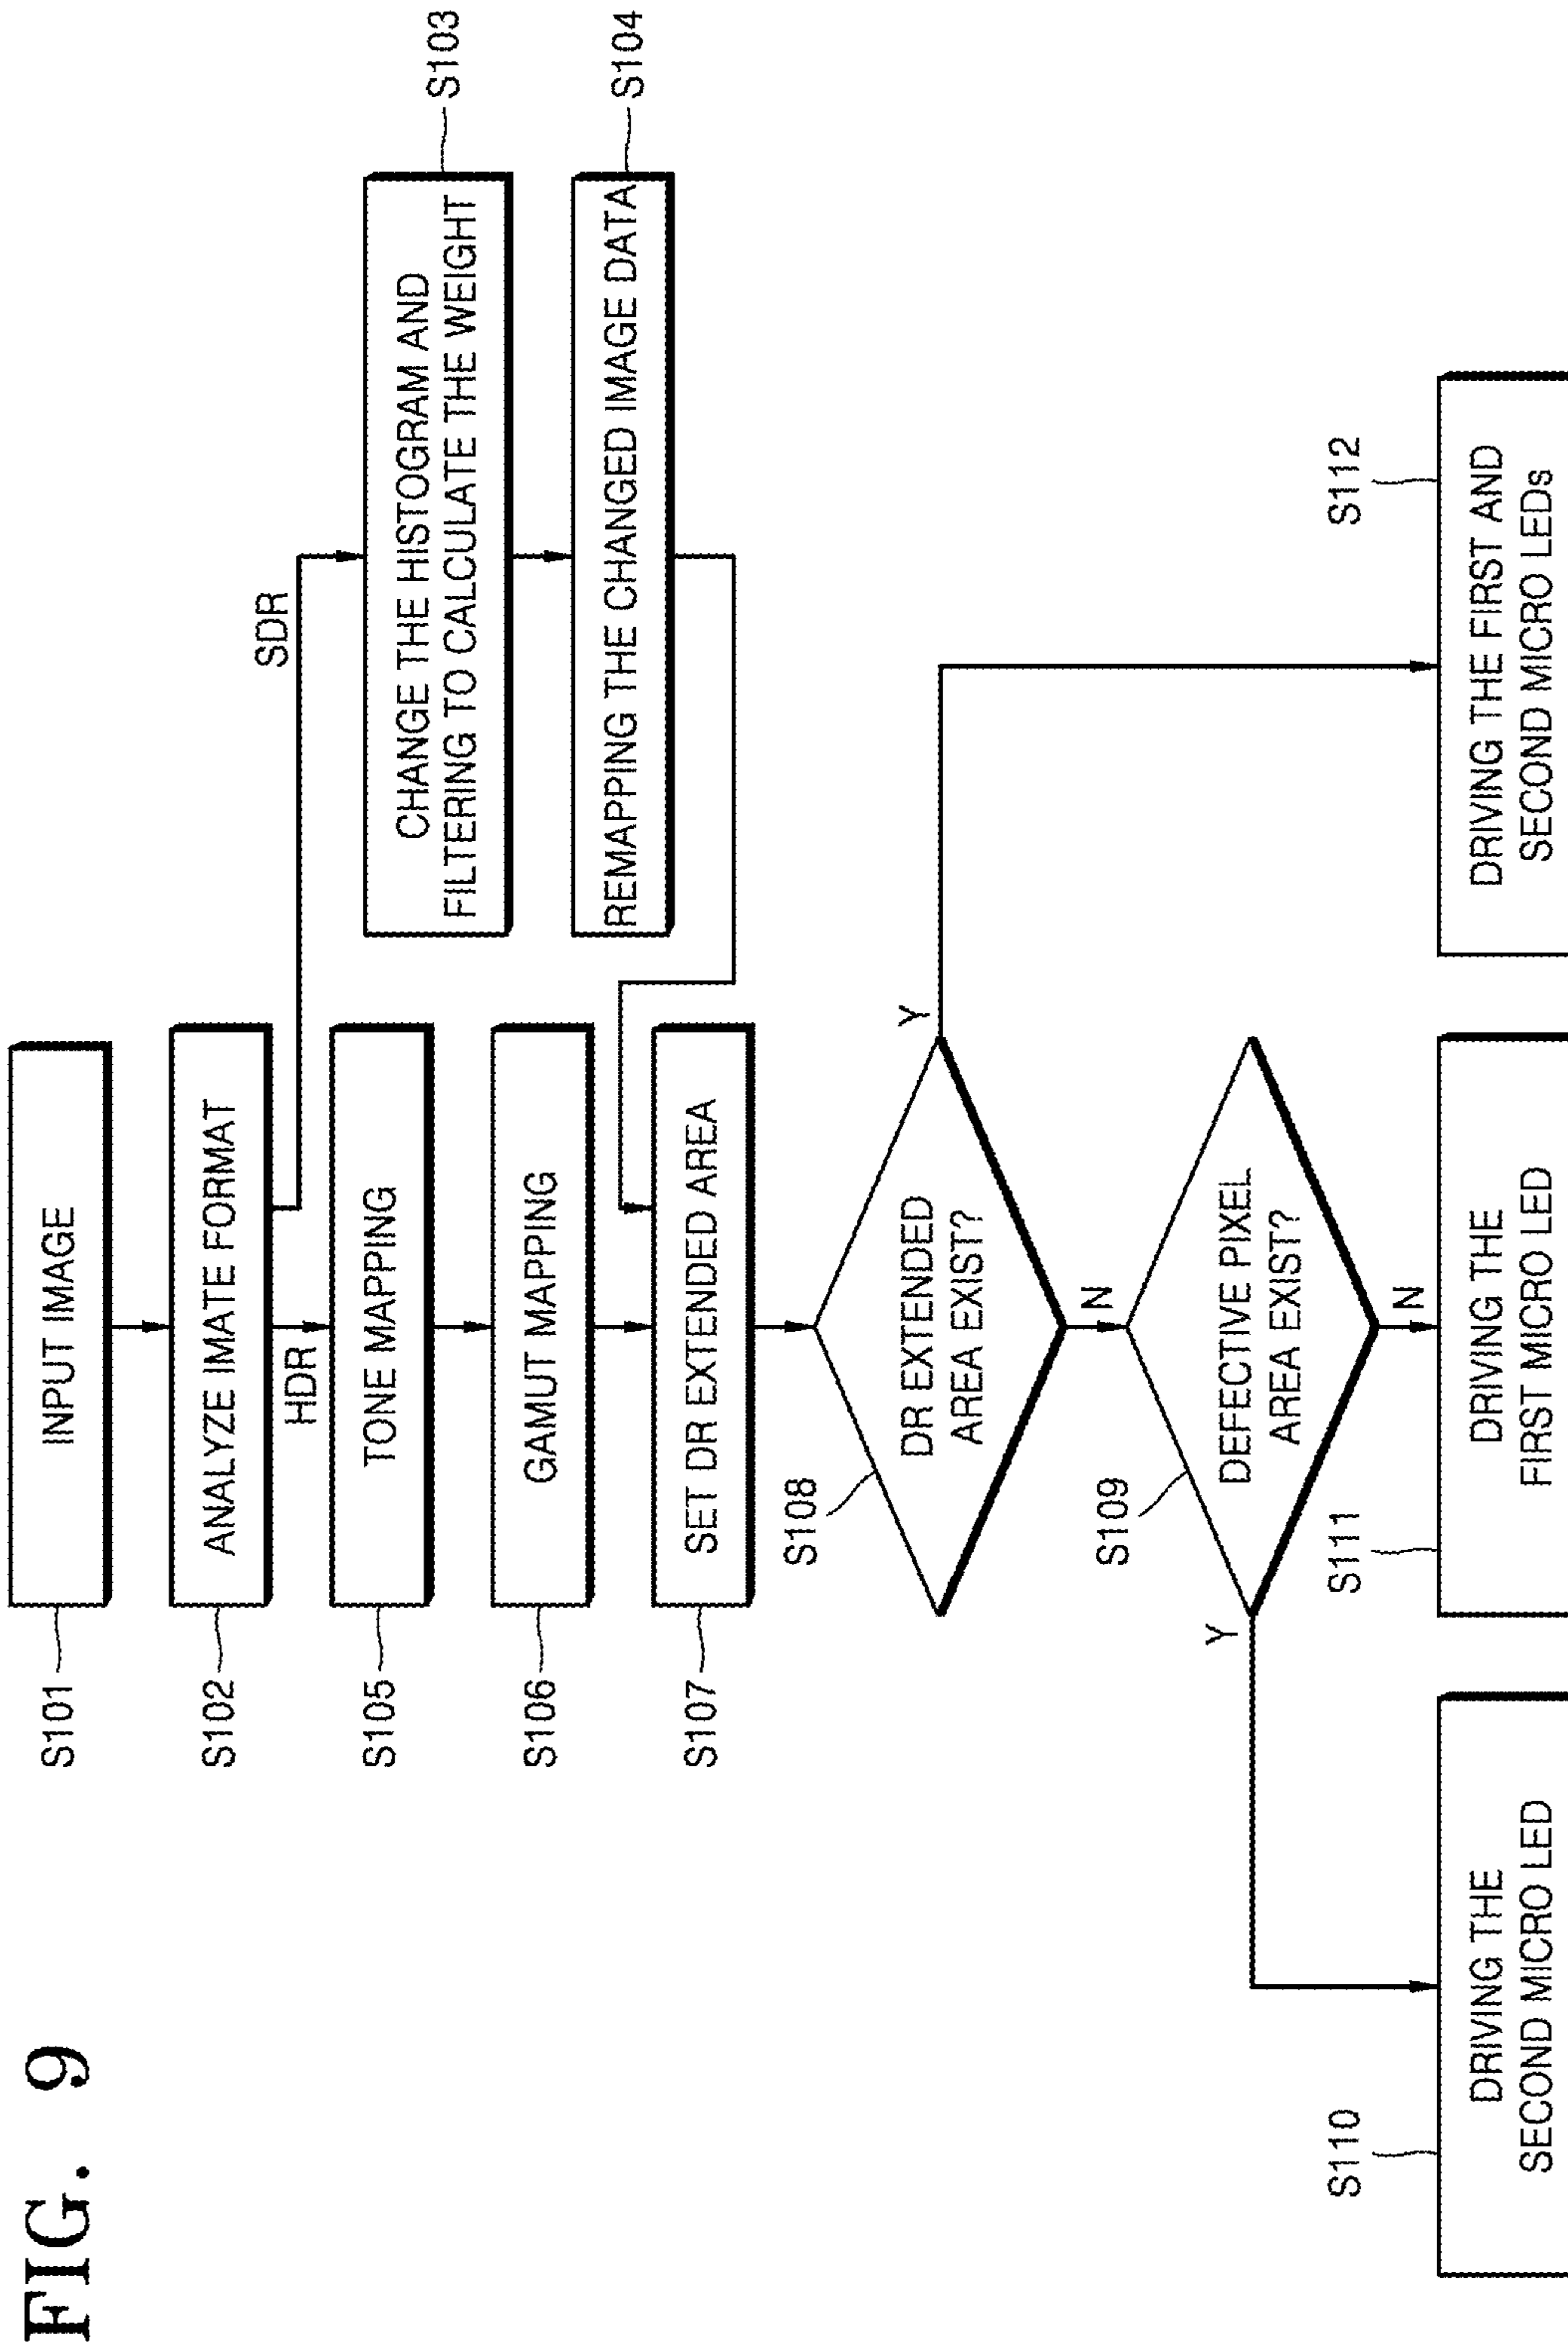 FIG. 9
S101
INPUT IMAGE
S102
ANALYZE IMATE FORMAT
SDR
HDR
S105
TONE MAPPING
S103
CHANGE THE HISTOGRAM AND
FILTERING TO CALCULATE THE WEIGHT
S106
GAMUT MAPPING
S104
REMAPPING THE CHANGED IMAGE DATA
S107
SET DR EXTENDED AREA
S108
DR EXTENDED
AREA EXIST?
Y
N
S109
DEFECTIVE PIXEL
AREA EXIST?
Y
N
S110
DRIVING THE
SECOND MICRO LED
S111
DRIVING THE
FIRST MICRO LED
S112
DRIVING THE FIRST AND
SECOND MICRO LEDs